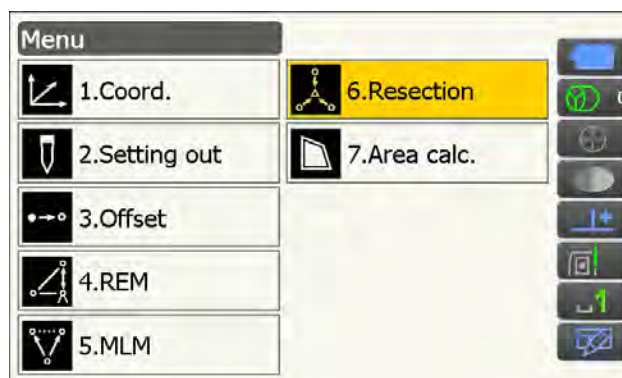 Menu
1.Coord.
2.Setting out
3.Offset
4.REM
5.MLM
6.Resection
7.Area calc.